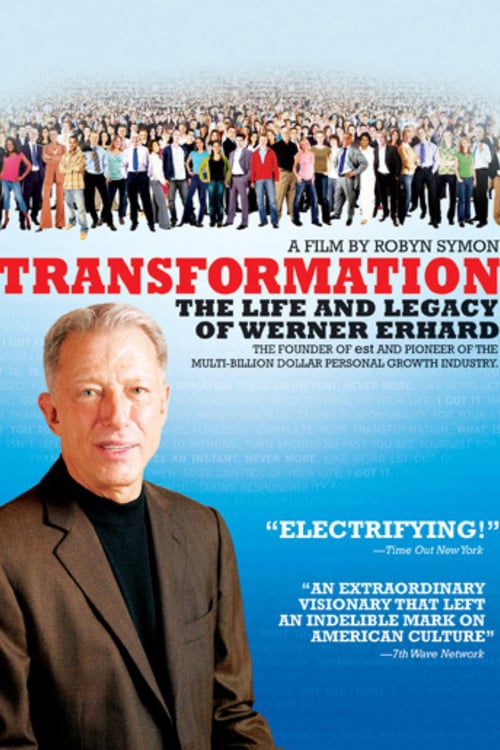 A FILM BY ROBYN SYMON
TRANSFORMATION
THE LIFE AND LEGACY
OF WERNER ERHARD
THE FOUNDER OF est AND PIONEER OF THE
MULTI-BILLION DOLLAR PERSONAL GROWTH INDUSTRY.
“ELECTRIFYING!”
—Time Out New York
“AN EXTRAORDINARY
VISIONARY THAT LEFT
AN INDELIBLE MARK ON
AMERICAN CULTURE”
—7th Wave Network